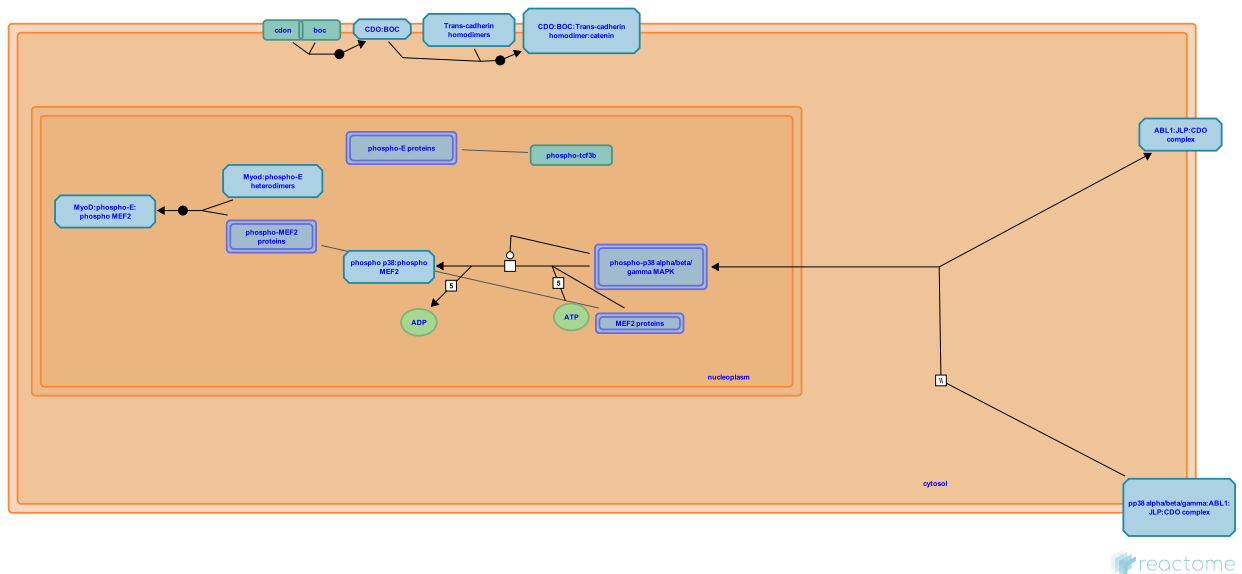 cdon
boc
CDO:BOC
Trans-cadherin
homodimers
CDO:BOC:Trans-cadherin
homodimer:catenin
ABL1:JLP:CDO
complex
phospho-E proteins
phospho-tcf3b
Myod:phospho-E
heterodimers
MyoD:phospho-E:
phospho MEF2
phospho-MEF2
proteins
phospho p38:phospho
MEF2
phospho-p38 alpha/beta/
gamma MAPK
5
5
ADP
ATP
MEF2 proteins
nucleoplasm
\\
cytosol
pp38 alpha/beta/gamma:ABL1:
JLP:CDO complex
reactome